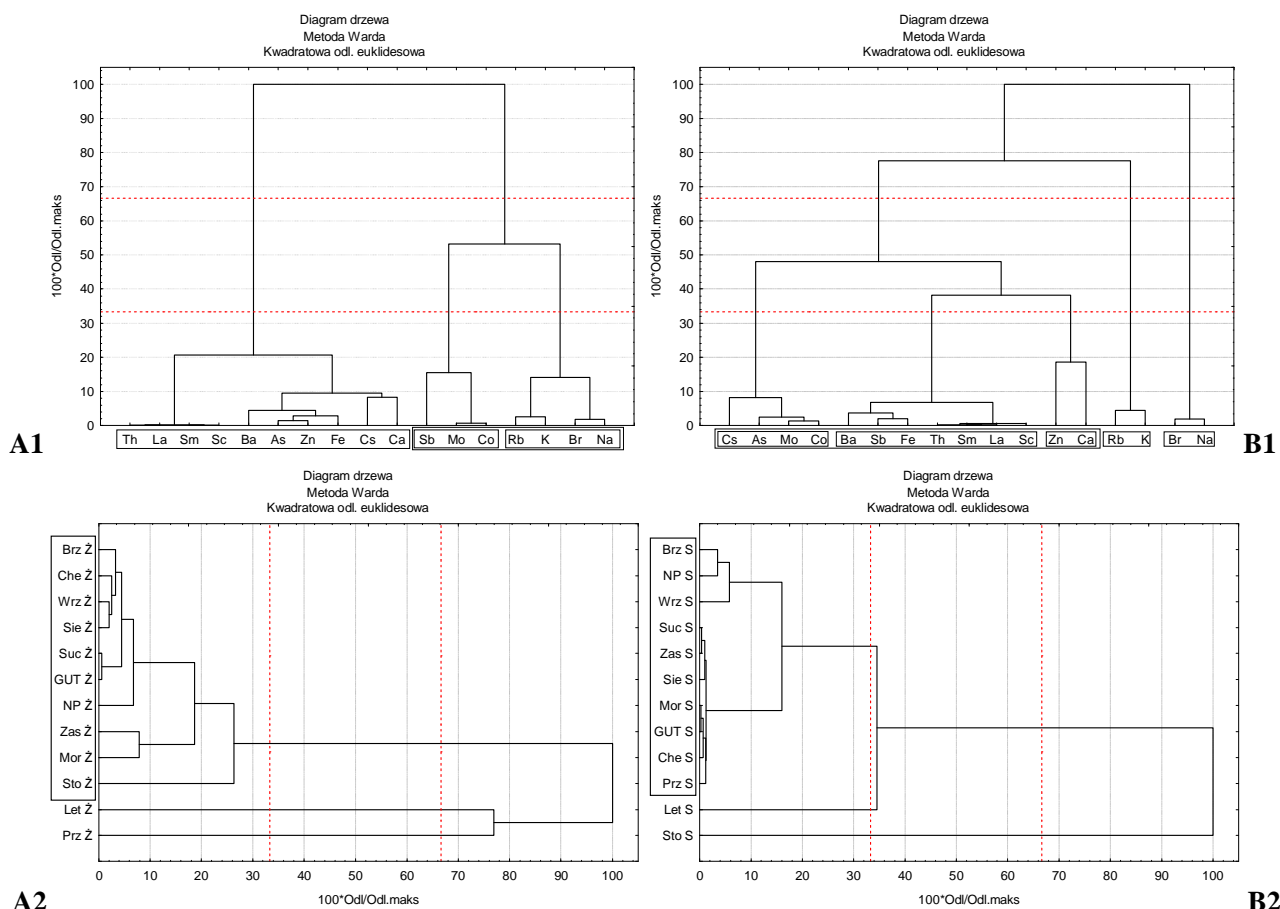 Diagram drzewa
Metoda Warda
Kwadratowa odl. euklidesowa
100*Odl/Odl.maks
100
90
80
70
60
50
40
30
20
10
0
Th La Sm Sc Ba As Zn Fe Cs Ca Sb Mo Co Rb K Br Na
A1
Diagram drzewa
Metoda Warda
Kwadratowa odl. euklidesowa
100*Odl/Odl.maks
100
90
80
70
60
50
40
30
20
10
0
Cs As Mo Co Ba Sb Fe Th Sm La Sc Zn Ca Rb K Br Na
B1
Diagram drzewa
Metoda Warda
Kwadratowa odl. euklidesowa
Brz Ż
Che Ż
Wrz Ż
Sie Ż
Suc Ż
GUT Ż
NP Ż
Zas Ż
Mor Ż
Sto Ż
Let Ż
Prz Ż
0 10 20 30 40 50 60 70 80 90 100
100*Odl/Odl.maks
A2
Diagram drzewa
Metoda Warda
Kwadratowa odl. euklidesowa
Brz S
NP S
Wrz S
Suc S
Zas S
Sie S
Mor S
GUT S
Che S
Prz S
Let S
Sto S
0 10 20 30 40 50 60 70 80 90 100
100*Odl/Odl.maks
B2